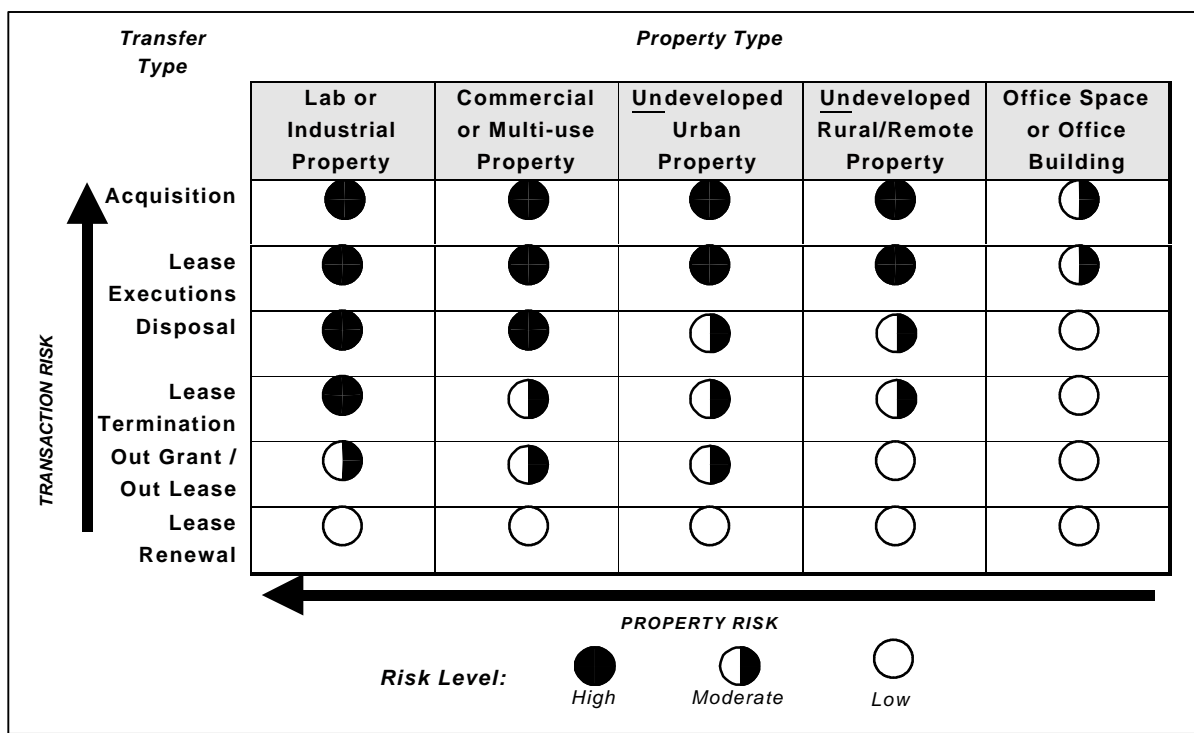 Transfer
Type
Property Type
Lab or
Industrial
Property
Commercial
or Multi-use
Property
Undeveloped
Urban
Property
Undeveloped
Rural/Remote
Property
Office Space
or Office
Building
Acquisition
Lease
Executions
Disposal
Lease
Termination
Out Grant /
Out Lease
Lease
Renewal
TRANSACTION RISK
PROPERTY RISK
Risk Level:
High
Moderate
Low